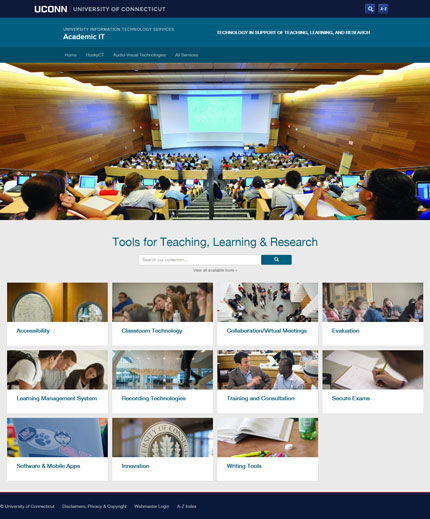 UCONN UNIVERSITY OF CONNECTICUT
A-Z
UNIVERSITY INFORMATION TECHNOLOGY SERVICES
Academic IT
TECHNOLOGY IN SUPPORT OF TEACHING, LEARNING, AND RESEARCH
Home HuskyCT Audio-Visual Technologies All Services
Tools for Teaching, Learning & Research
Search our collection...
View all available tools ›
Accessibility Classroom Technology Collaboration/Virtual Meetings Evaluation
Learning Management System Recording Technologies Training and Consultation Secure Exams
Software & Mobile Apps Innovation Writing Tools
© University of Connecticut Disclaimers, Privacy & Copyright Webmaster Login A-Z Index